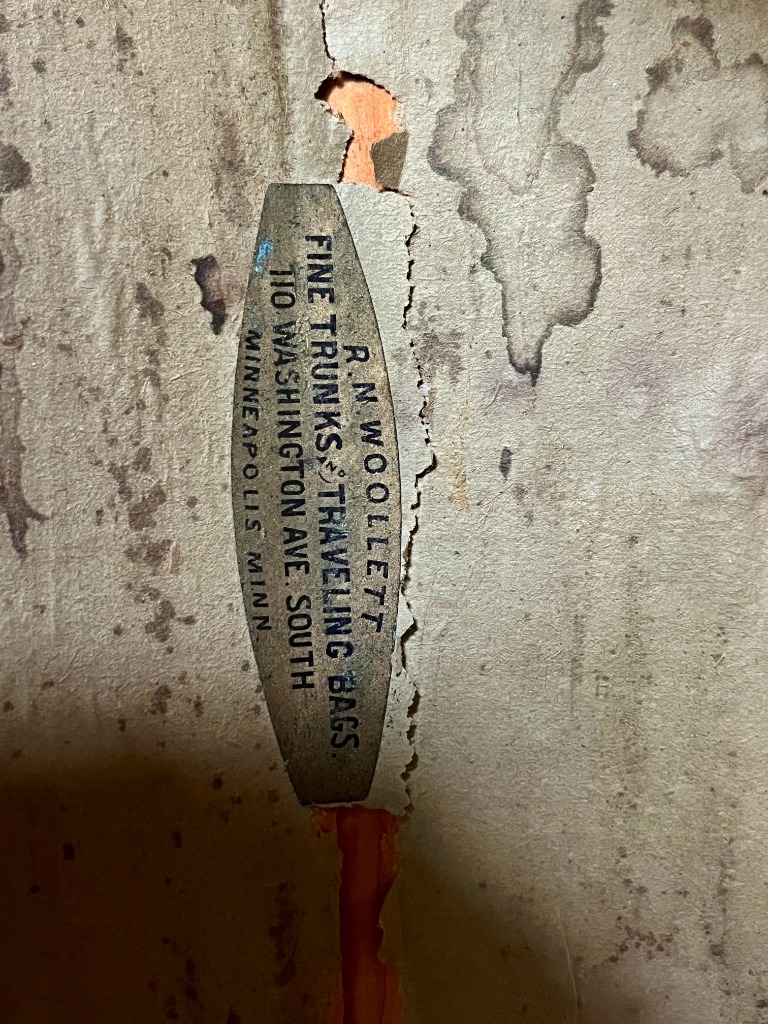 R. N. WOOLLETT
FINE TRUNKS, & TRAVELING BAGS.
110 WASHINGTON AVE. SOUTH
MINNEAPOLIS MINN